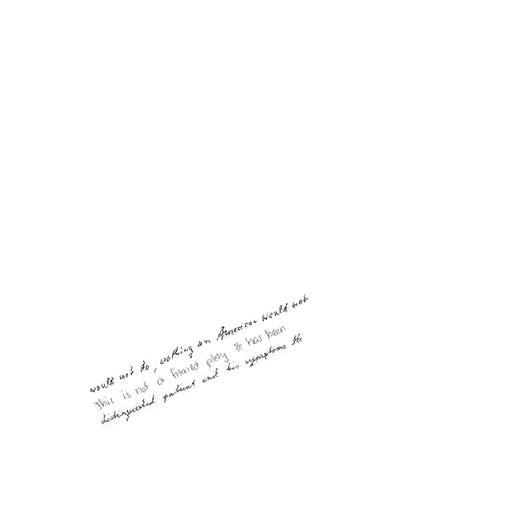 would not do, nothing an American would not
This is not a filmed play. It has been
distinguished patient and his symptoms the